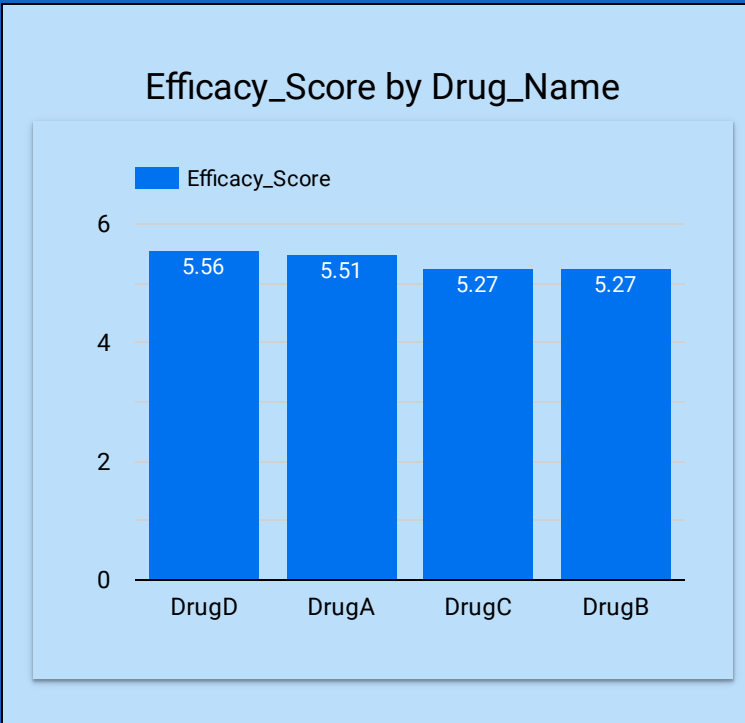 Efficacy_Score by Drug_Name
Efficacy_Score
6
5.56 5.51 5.27 5.27
4
2
0
DrugD DrugA DrugC DrugB